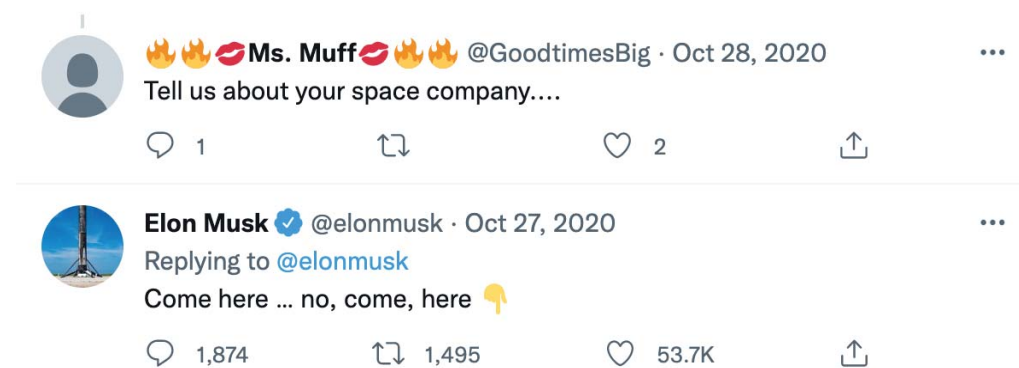 🔥🔥💋Ms. Muff💋🔥🔥 @GoodtimesBig · Oct 28, 2020
Tell us about your space company....
1 2
Elon Musk @elonmusk · Oct 27, 2020
Replying to @elonmusk
Come here ... no, come, here 👇
1,874 1,495 53.7K